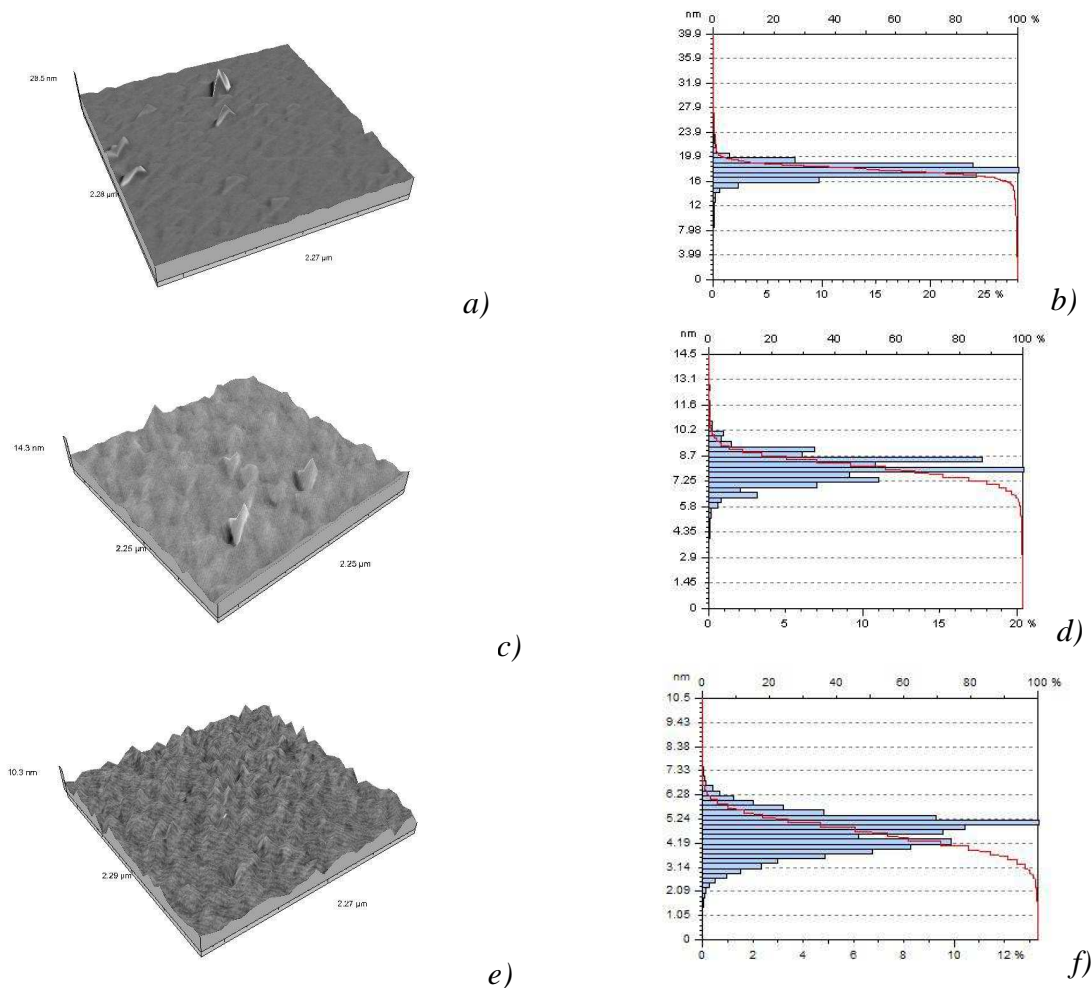 28.5 nm
2.28 µm
2.27 µm
a)
nm
0 20 40 60 80 100 %
39.9
35.9
31.9
27.9
23.9
19.9
16
12
7.98
3.99
0
0 5 10 15 20 25 %
b)
14.3 nm
2.25 µm
2.25 µm
c)
nm
0 20 40 60 80 100 %
14.5
13.1
11.6
10.2
8.7
7.25
5.8
4.35
2.9
1.45
0
0 5 10 15 20 %
d)
10.3 nm
2.29 µm
2.27 µm
e)
nm
0 20 40 60 80 100 %
10.5
9.43
8.38
7.33
6.28
5.24
4.19
3.14
2.09
1.05
0
0 2 4 6 8 10 12 %
f)